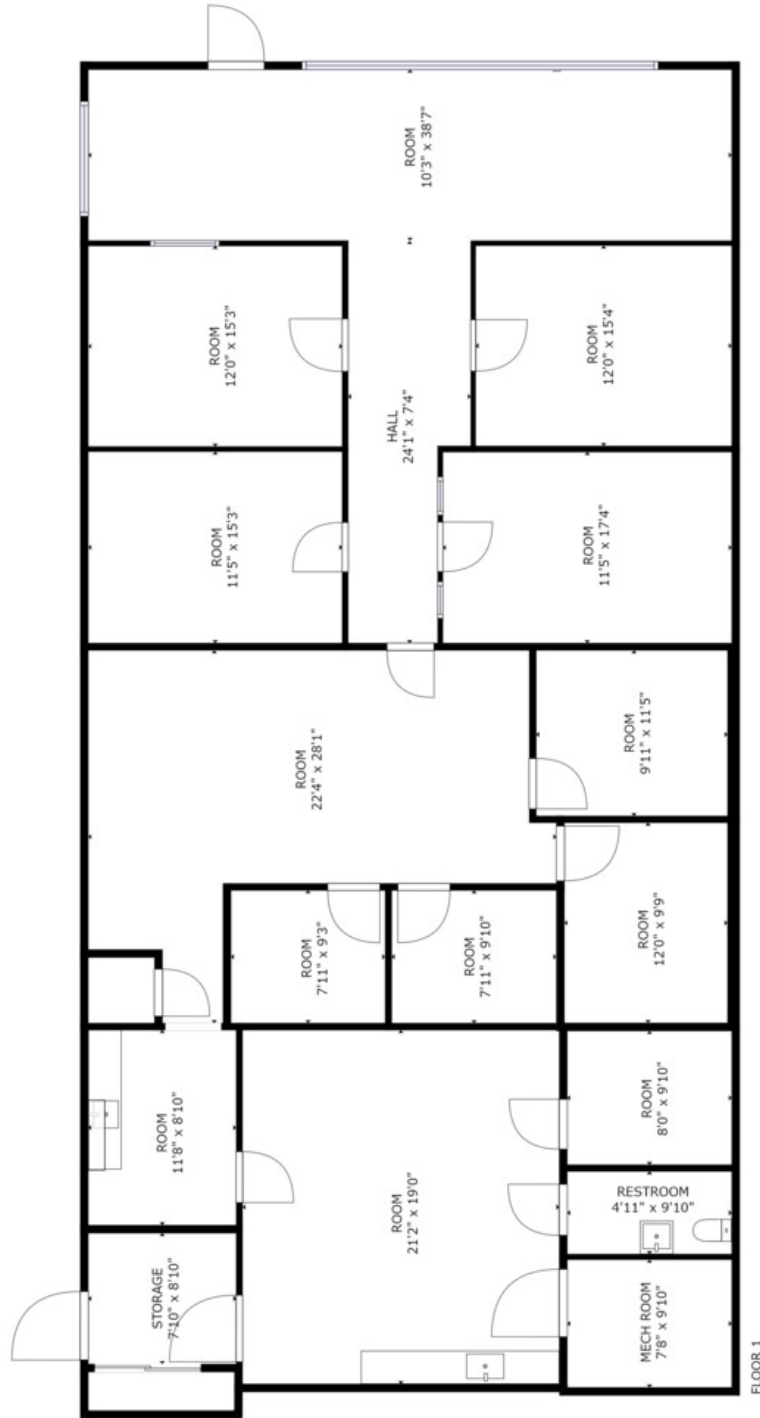 ROOM
10'3" x 38'7"
ROOM
12'0" x 15'3"
ROOM
12'0" x 15'4"
HALL
24'1" x 7'4"
ROOM
11'5" x 15'3"
ROOM
11'5" x 17'4"
ROOM
22'4" x 28'1"
ROOM
9'11" x 11'5"
ROOM
12'0" x 9'9"
ROOM
7'11" x 9'3"
ROOM
7'11" x 9'10"
ROOM
11'8" x 8'10"
ROOM
8'0" x 9'10"
ROOM
21'2" x 19'0"
RESTROOM
4'11" x 9'10"
STORAGE
7'10" x 8'10"
MECH ROOM
7'8" x 9'10"
FLOOR 1